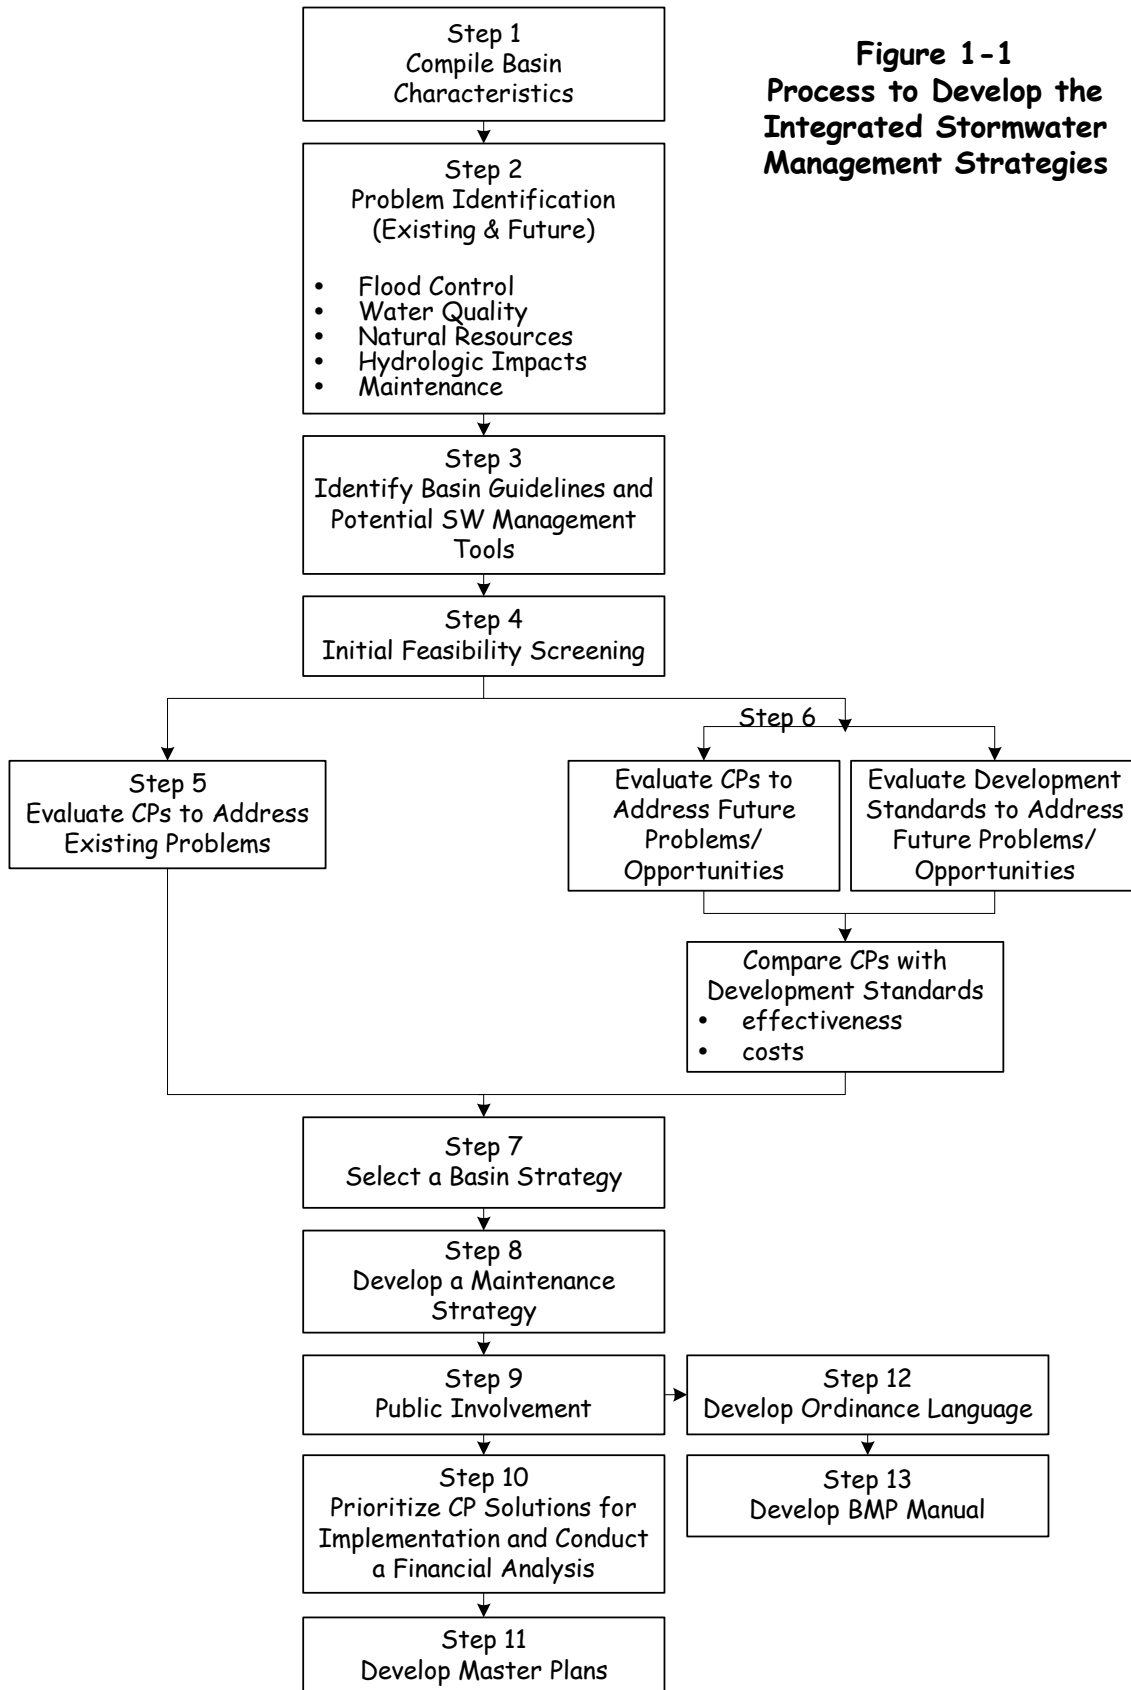 Figure 1-1
Process to Develop the
Integrated Stormwater
Management Strategies
Step 1
Compile Basin
Characteristics
Step 2
Problem Identification
(Existing & Future)
• Flood Control
• Water Quality
• Natural Resources
• Hydrologic Impacts
• Maintenance
Step 3
Identify Basin Guidelines and
Potential SW Management
Tools
Step 4
Initial Feasibility Screening
Step 5
Evaluate CPs to Address
Existing Problems
Step 6
Evaluate CPs to
Address Future
Problems/
Opportunities
Evaluate Development
Standards to Address
Future Problems/
Opportunities
Compare CPs with
Development Standards
• effectiveness
• costs
Step 7
Select a Basin Strategy
Step 8
Develop a Maintenance
Strategy
Step 9
Public Involvement
Step 12
Develop Ordinance Language
Step 13
Develop BMP Manual
Step 10
Prioritize CP Solutions for
Implementation and Conduct
a Financial Analysis
Step 11
Develop Master Plans